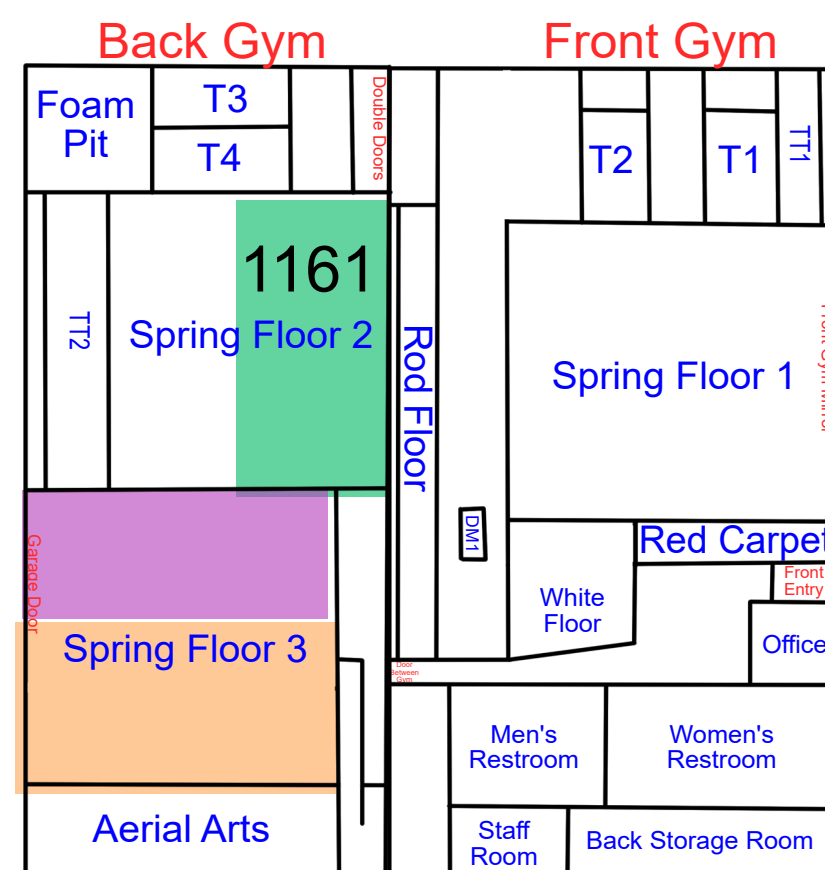 Back Gym
Front Gym
Foam
Pit
T3
T4
Double Doors
T2
T1
TT1
1161
Spring Floor 2
TT2
Rod Floor
Spring Floor 1
DM1
Red Carpet
Front
Entry
White
Floor
Office
Garage Door
Spring Floor 3
Door
Between
Gym
Men's
Restroom
Women's
Restroom
Aerial Arts
Staff
Room
Back Storage Room